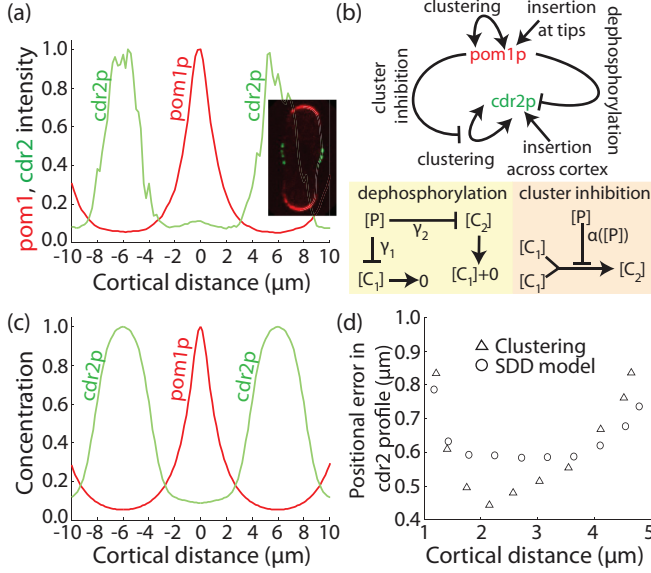 (a)
pom1, cdr2 intensity
1.0
0.8
0.6
0.4
0.2
0.0
cdr2p
pom1p
cdr2p
-10 -8 -6 -4 -2 0 2 4 6 8 10
Cortical distance (μm)
(b)
clustering
insertion
at tips
pom1p
cluster
inhibition
dephosphorylation
cdr2p
clustering
insertion
across cortex
dephosphorylation
[P]
γ2
[C2]
γ1
[C1]
0
[C1]+0
cluster inhibition
[P]
α([P])
[C1]
[C1]
[C2]
(c)
Concentration
1.0
0.8
0.6
0.4
0.2
0.0
cdr2p
pom1p
cdr2p
-10 -8 -6 -4 -2 0 2 4 6 8 10
Cortical distance (μm)
(d)
Positional error in
cdr2 profile (μm)
1.0
0.9
0.8
0.7
0.6
0.5
0.4
Clustering
SDD model
1 2 3 4 5
Cortical distance (μm)